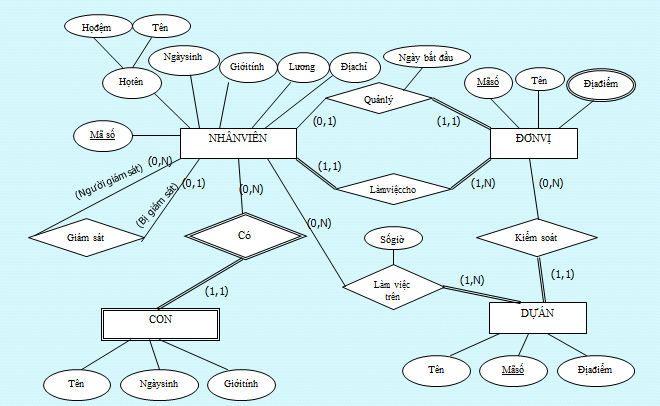 Họđệm
Tên
Ngàysinh
Giớitính
Lương
Địachỉ
Ngày bắt đầu
Họtên
Mãsố
Tên
Địađiểm
Quảnlý
(0,1)
(1,1)
Mã số
NHÂNVIÊN
ĐƠNVỊ
(0,N)
(Người giám sát)
(0,1)
(Bị giám sát)
(0,N)
(1,1)
Làmviệccho
(1,N)
(0,N)
(0,N)
Giám sát
Có
Sốgiờ
Kiểm soát
(1,1)
Làm việc
trên
(1,N)
(1,1)
CON
DỰÁN
Tên
Ngàysinh
Giớitính
Tên
Mãsố
Địađiểm